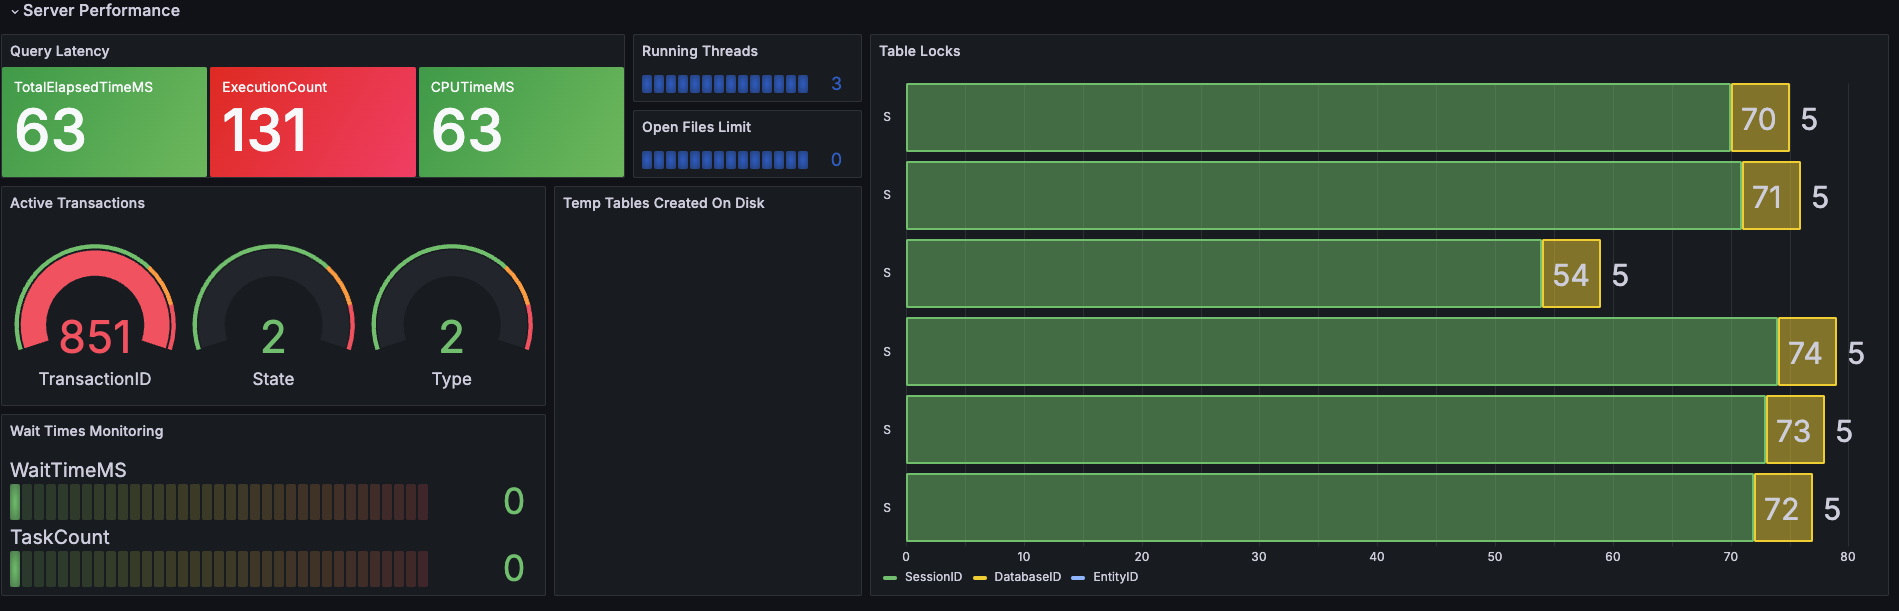 Server Performance
Query Latency
TotalElapsedTimeMS
63
ExecutionCount
131
CPUTimeMS
63
Running Threads
3
Open Files Limit
0
Active Transactions
851
TransactionID
2
State
2
Type
Wait Times Monitoring
WaitTimeMS
0
TaskCount
0
Temp Tables Created On Disk
Table Locks
S 70 5
S 71 5
S 54 5
S 74 5
S 73 5
S 72 5
0 10 20 30 40 50 60 70 80
SessionID DatabaseID EntityID